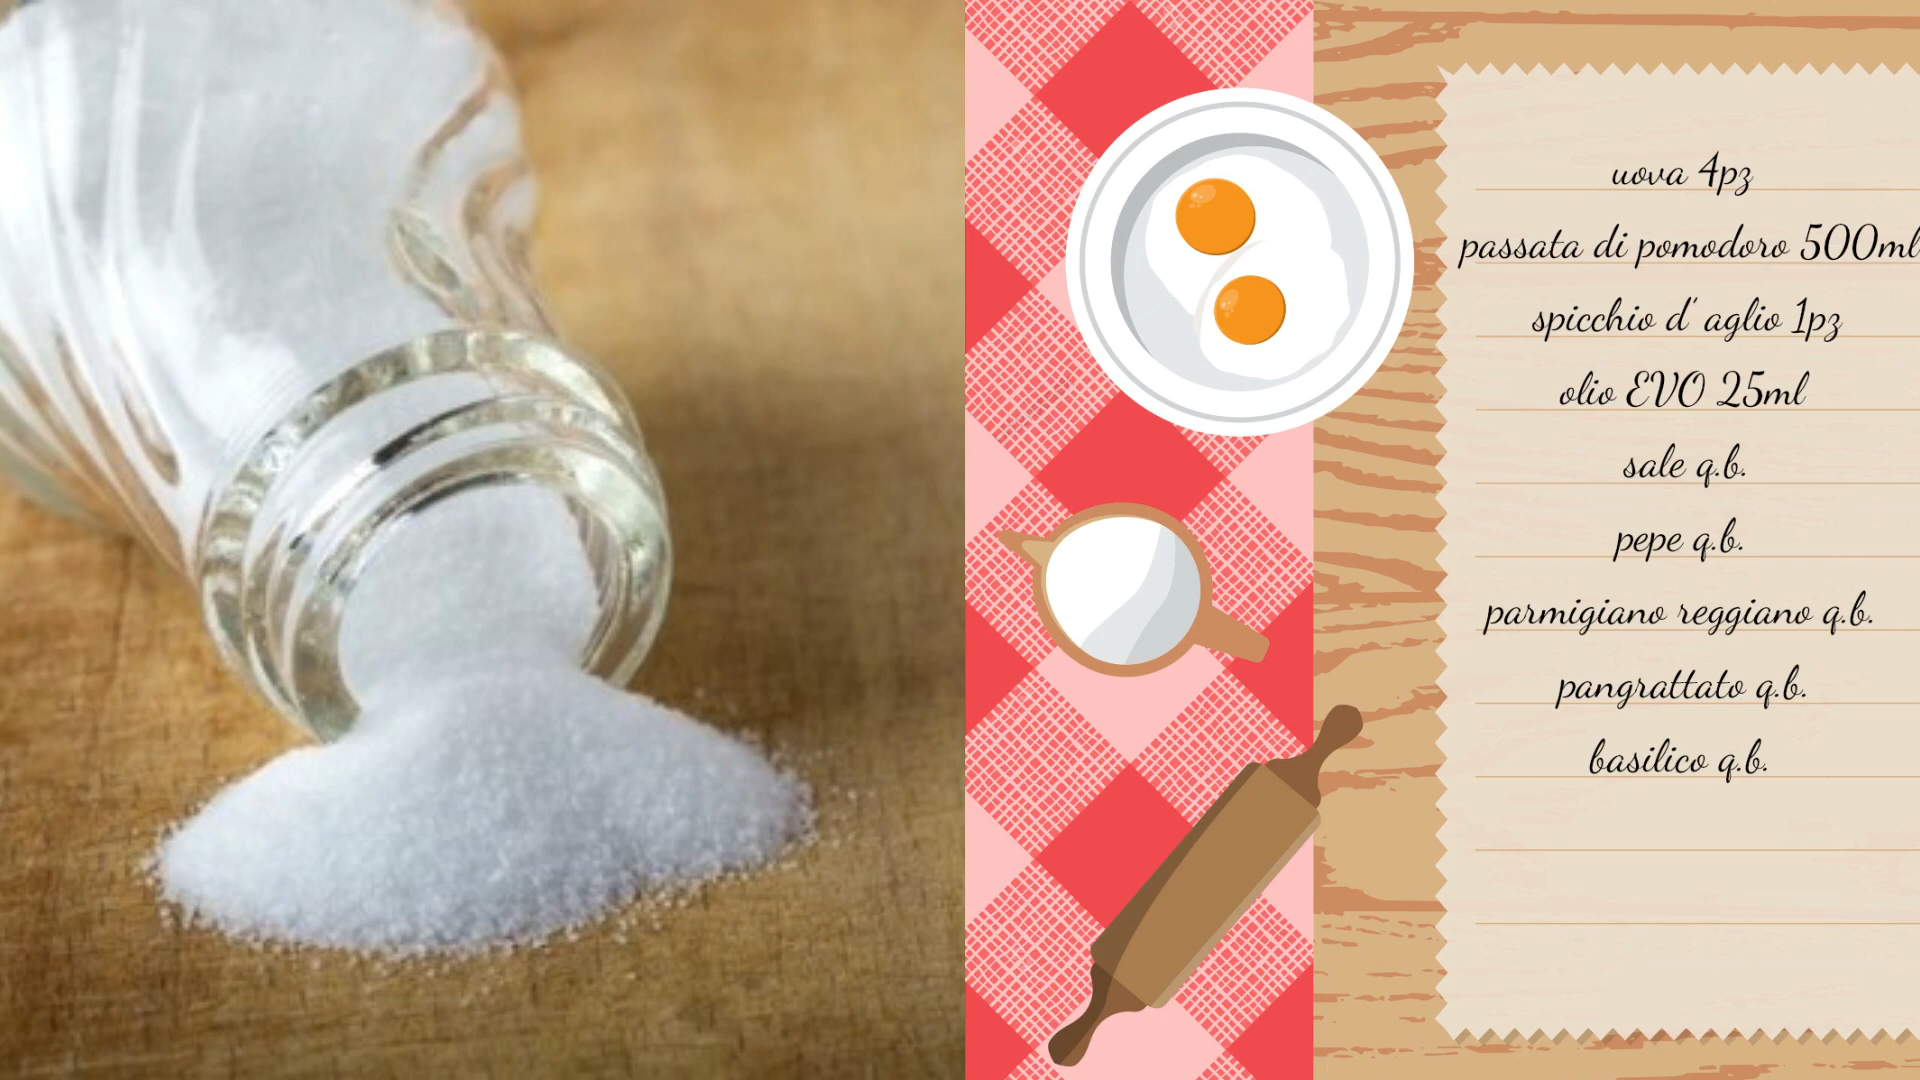 uova 4pz
passata di pomodoro 500ml
spicchio d' aglio 1pz
olio EVO 25ml
sale q.b.
pepe q.b.
parmigiano reggiano q.b.
pangrattato q.b.
basilico q.b.